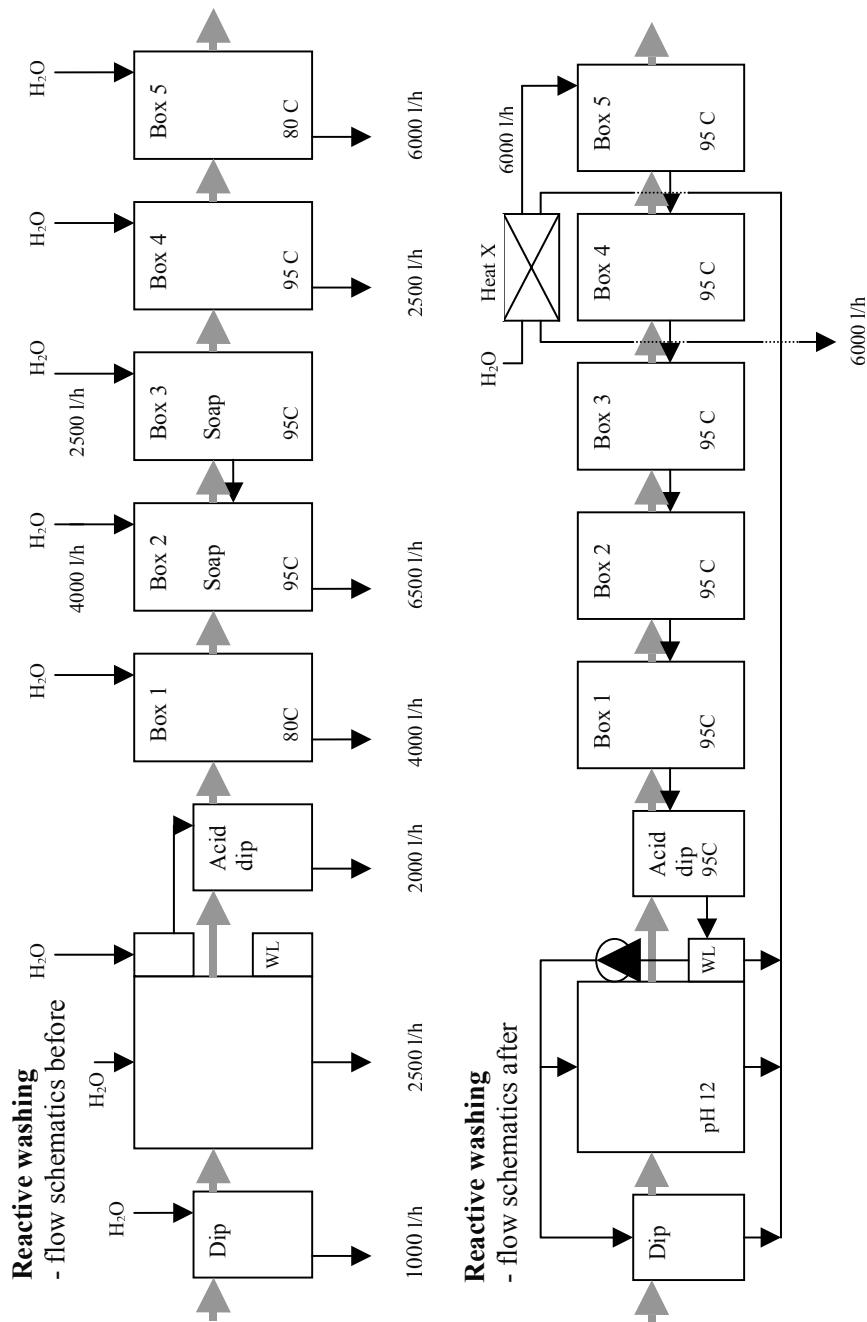 Reactive washing
- flow schematics before
H₂O
H₂O
H₂O
H₂O
H₂O
H₂O
H₂O
H₂O
4000 l/h
2500 l/h
Dip
WL
Acid
dip
Box 1
80C
Box 2
Soap
95C
Box 3
Soap
95C
Box 4
95 C
Box 5
80 C
1000 l/h
2500 l/h
2000 l/h
4000 l/h
6500 l/h
2500 l/h
6000 l/h
Reactive washing
- flow schematics after
H₂O
Heat X
6000 l/h
Dip
pH 12
WL
Acid
dip
95C
Box 1
95C
Box 2
95 C
Box 3
95 C
Box 4
95 C
Box 5
95 C
6000 l/h